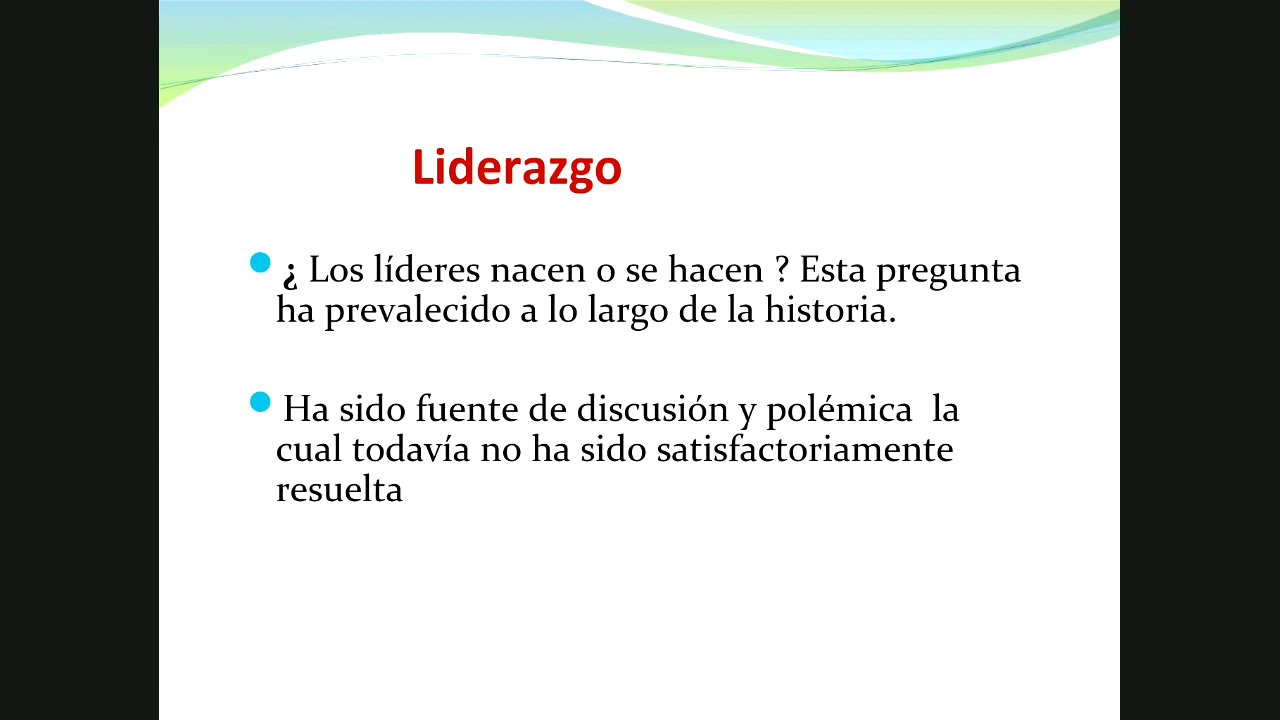 Liderazgo
¿ Los líderes nacen o se hacen ? Esta pregunta
ha prevalecido a lo largo de la historia.
Ha sido fuente de discusión y polémica  la
cual todavía no ha sido satisfactoriamente
resuelta